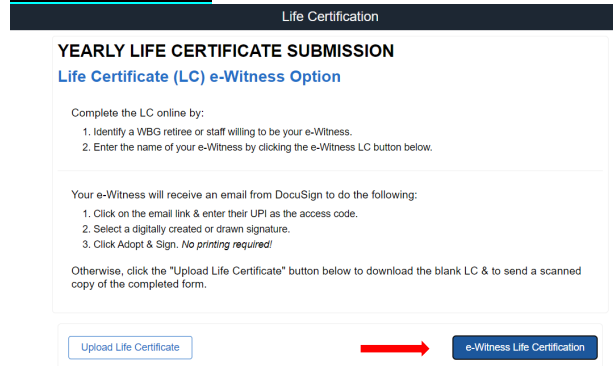 Life Certification
YEARLY LIFE CERTIFICATE SUBMISSION
Life Certificate (LC) e-Witness Option
Complete the LC online by:
1. Identify a WBG retiree or staff willing to be your e-Witness.
2. Enter the name of your e-Witness by clicking the e-Witness LC button below.
Your e-Witness will receive an email from DocuSign to do the following:
1. Click on the email link & enter their UPI as the access code.
2. Select a digitally created or drawn signature.
3. Click Adopt & Sign. No printing required!
Otherwise, click the "Upload Life Certificate" button below to download the blank LC & to send a scanned
copy of the completed form.
Upload Life Certificate
e-Witness Life Certification